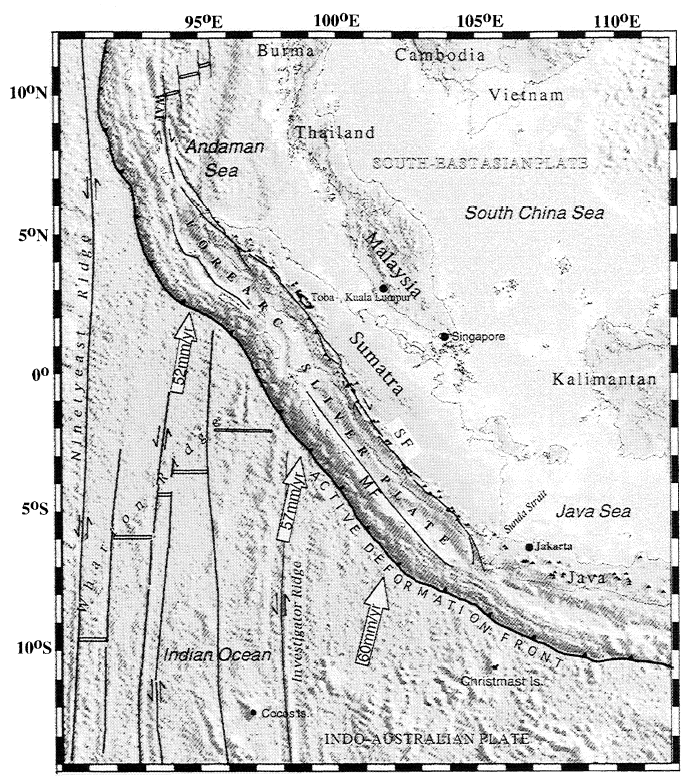 95°E 100°E 105°E 110°E
10°N
5°N
0°
5°S
10°S
Burma
Cambodia
Vietnam
Thailand
WAF
Andaman
Sea
SOUTH-EASTASIANPLATE
South China Sea
Malaysia
Ninetyeast Ridge
FOREARC SLIVER PLATE
Toba
Kuala Lumpur
Singapore
Sumatra
52mm/yr
Kalimantan
SF
Wharton Ridge
57mm/yr
MF
ACTIVE DEFORMATION FRONT
Sunda Strait
Java Sea
Jakarta
Java
60mm/yr
Investigator Ridge
Indian Ocean
Christmast Is.
Cocos Is.
INDO-AUSTRALIAN PLATE